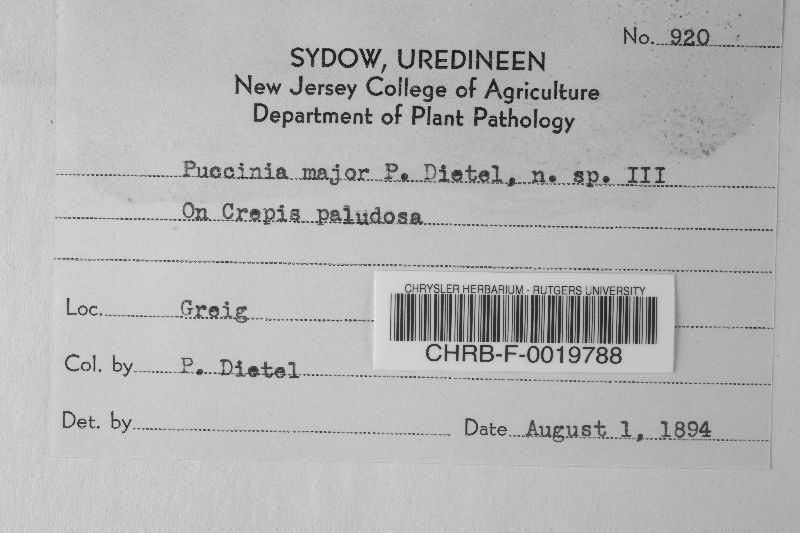 No. 920
SYDOW, UREDINEEN
New Jersey College of Agriculture
Department of Plant Pathology
Puccinia major P. Dietel, n. sp. III
On Crepis paludosa
Loc. Greig
CHRYSLER HERBARIUM - RUTGERS UNIVERSITY
CHRB-F-0019788
Col. by P. Dietel
Det. by
Date August 1, 1894